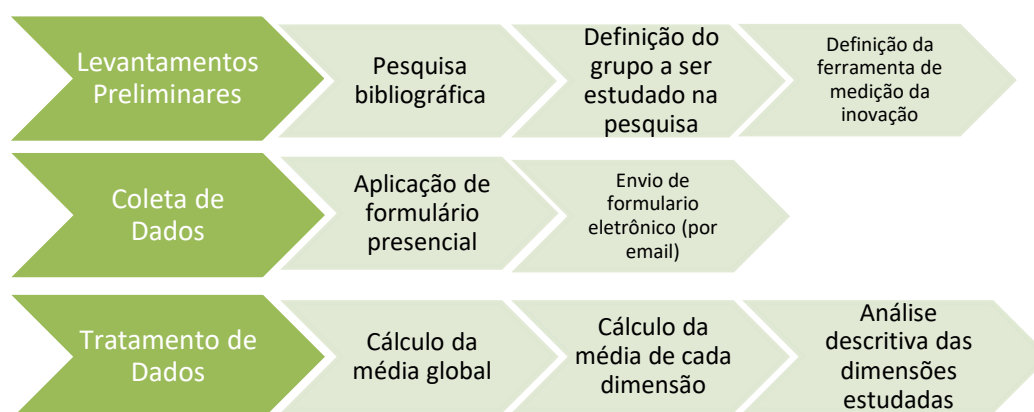 Levantamentos
Preliminares
Pesquisa
bibliográfica
Definição do
grupo a ser
estudado na
pesquisa
Definição da
ferramenta de
medição da
inovação
Coleta de
Dados
Aplicação de
formulário
presencial
Envio de
formulario
eletrônico (por
email)
Tratamento de
Dados
Cálculo da
média global
Cálculo da
média de cada
dimensão
Análise
descritiva das
dimensões
estudadas